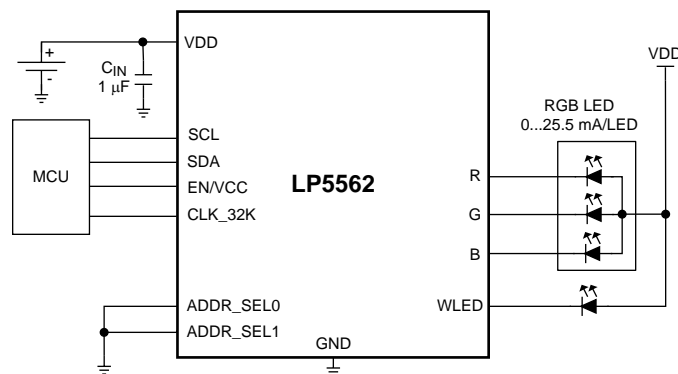 VDD
+
-
CIN
1 μF
MCU
SCL
SDA
EN/VCC
CLK_32K
ADDR_SEL0
ADDR_SEL1
LP5562
GND
R
G
B
WLED
RGB LED
0...25.5 mA/LED
VDD